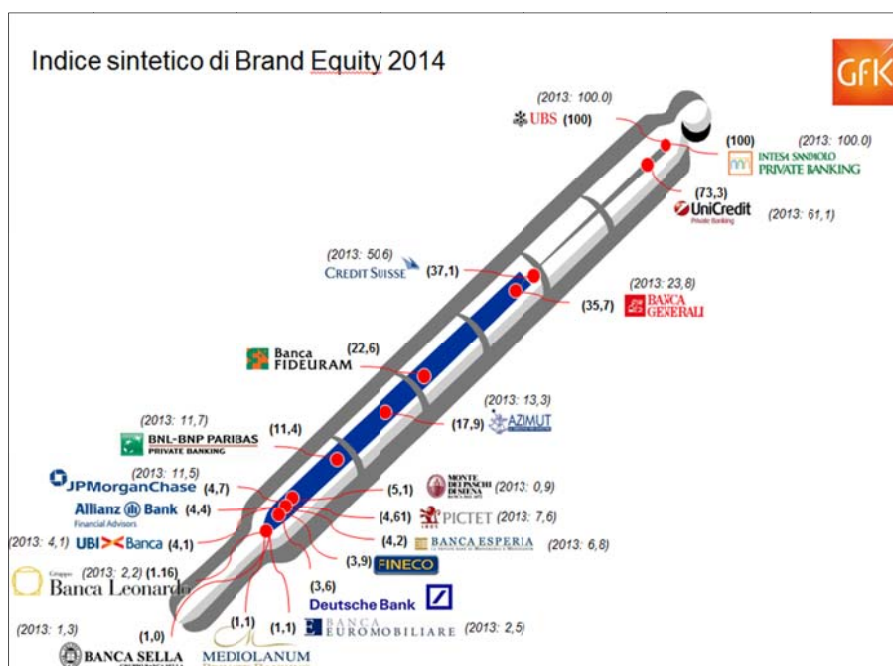 Indice sintetico di Brand Equity 2014
GfK
(2013: 100.0)
UBS (100)
(100) (2013: 100.0)
INTESA SANPAOLO
PRIVATE BANKING
(73,3)
UniCredit
Private Banking
(2013: 61,1)
(2013: 50,6)
CREDIT SUISSE (37,1)
(2013: 23,8)
(35,7) BANCA
GENERALI
Banca
FIDEURAM (22,6)
(2013: 13,3)
(17,9) AZIMUT
(2013: 11,7)
BNL-BNP PARIBAS
PRIVATE BANKING
(11,4)
(2013: 11,5)
JPMorganChase (4,7)
(5,1) MONTE
DEI PASCHI
DI SIENA
(2013: 0,9)
Allianz Bank (4,4)
Financial Advisors
(4,61) PICTET (2013: 7,6)
1805
(2013: 4,1) UBI Banca (4,1)
(4,2) BANCA ESPERIA (2013: 6,8)
(3,9) FINECO
(2013: 2,2) (1.16)
Gruppo
Banca Leonardo
(3,6)
Deutsche Bank
(1,1) (1,1) BANCA
EUROMOBILIARE (2013: 2,5)
(2013: 1,3) (1,0)
BANCA SELLA
GRUPPO BANCA SELLA
MEDIOLANUM